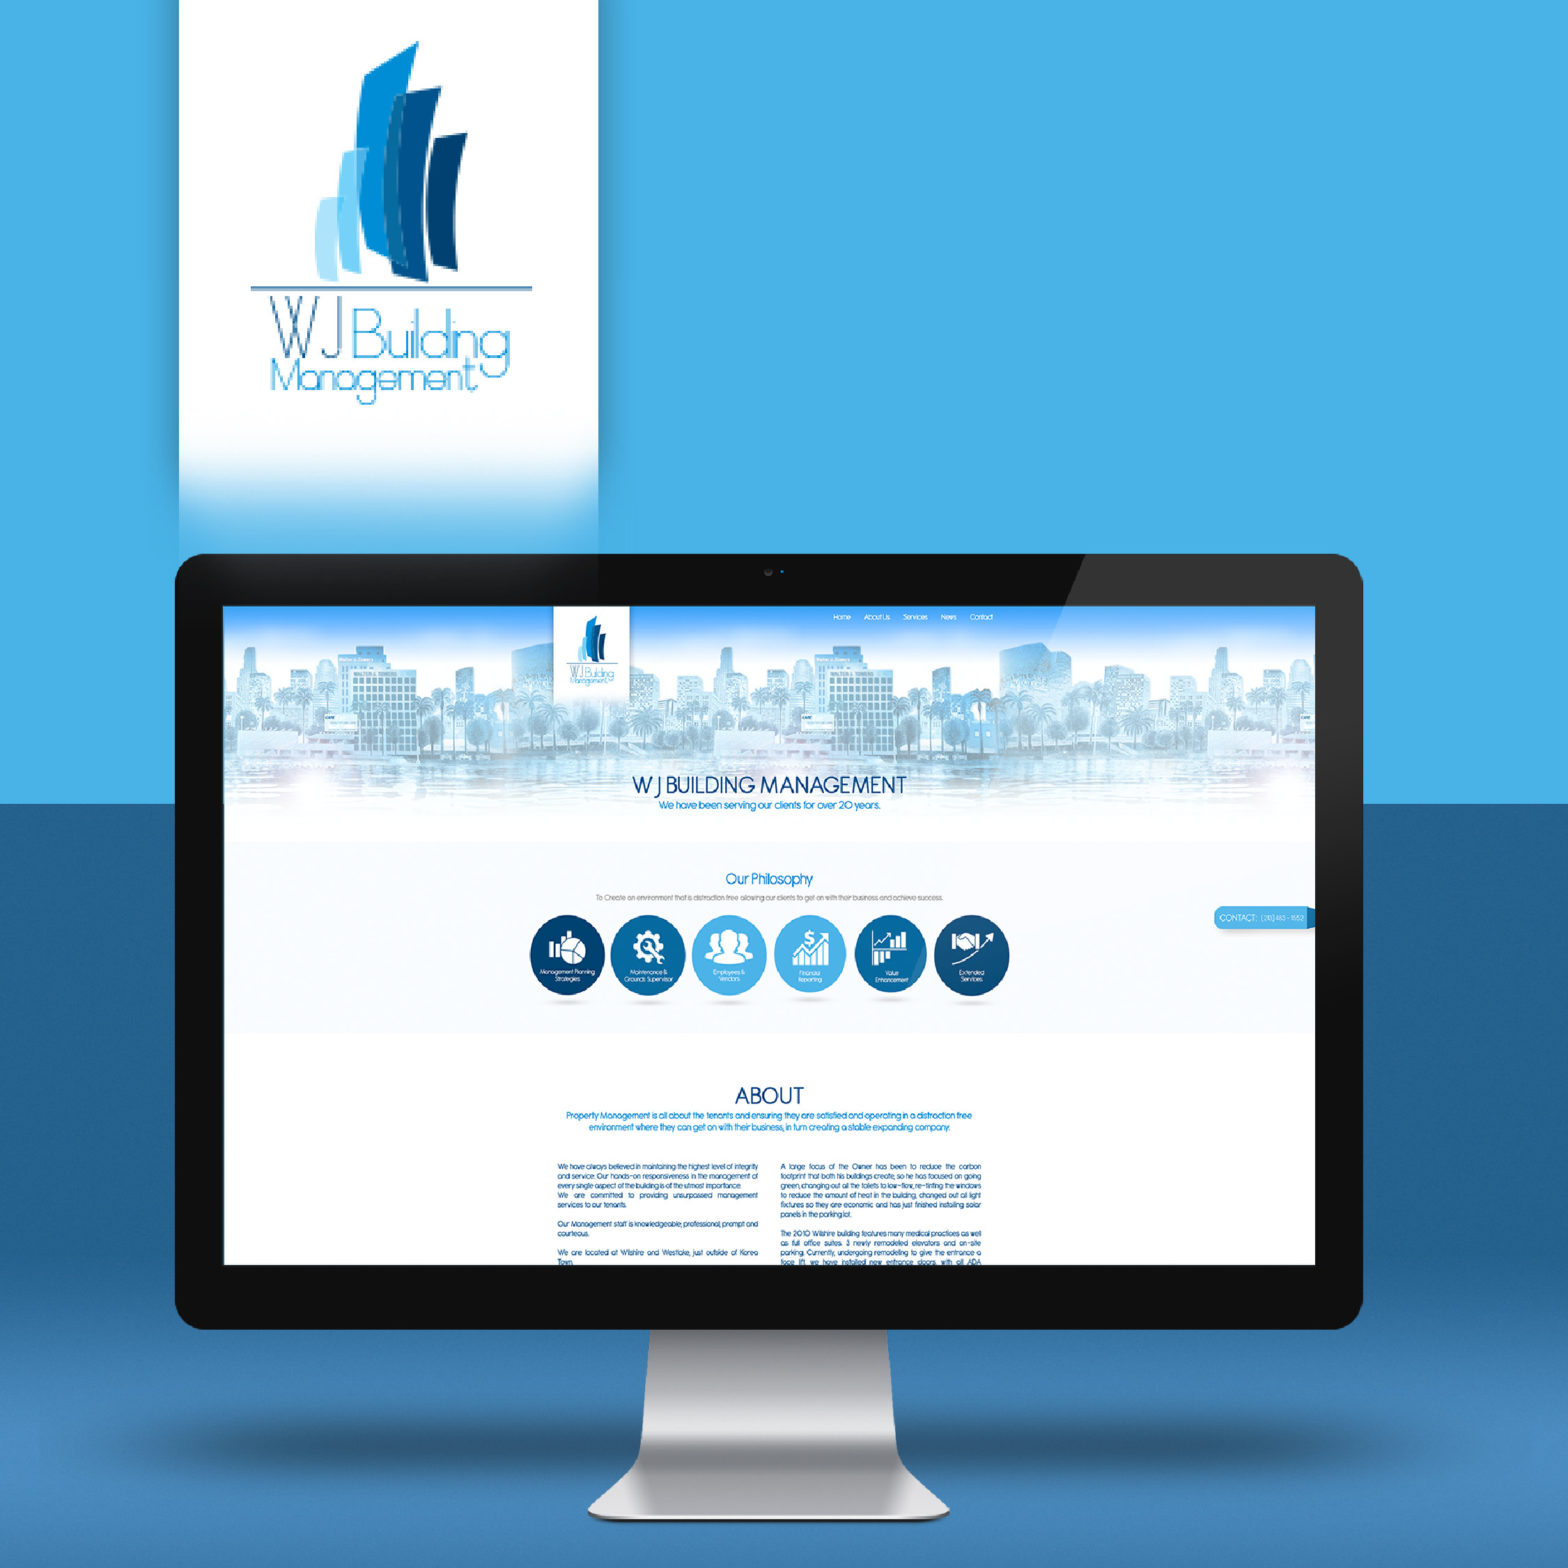 WJ Building
Management
Home About Us Services News Contact
WJ Building
Management
WJ BUILDING MANAGEMENT
We have been serving our clients for over 20 years.
Our Philosophy
To Create an environment that is distraction free allowing our clients to get on with their business and achieve success.
CONTACT:
Management Planning
Strategies
Maintenance &
Grounds Supervisor
Employees &
Vendors
Financial
Reporting
Value
Enhancement
Extended
Services
ABOUT
Property Management is all about the tenants and ensuring they are satisfied and operating in a distraction free
environment where they can get on with their business, in turn creating a stable expanding company.
We have always believed in maintaining the highest level of integrity
and service. Our hands-on responsiveness in the management of
every single aspect of the building is of the utmost importance.
We are committed to providing unsurpassed management
services to our tenants.
Our Management staff is knowledgeable, professional, prompt and
courteous.
We are located at Wilshire and Westlake, just outside of Korea
Town.
A large focus of the Owner has been to reduce the carbon
footprint that both his buildings create, so he has focused on going
green, changing out all the toilets to low-flow, re-tinting the windows
to reduce the amount of heat in the building, changed out all light
fixtures so they are economic and has just finished installing solar
panels in the parking lot.
The 2010 Wilshire building features many medical practices as well
as full office suites. 3 newly remodeled elevators and on-site
parking. Currently, undergoing remodeling to give the entrance a
face lift, we have installed new entrance doors, with all ADA